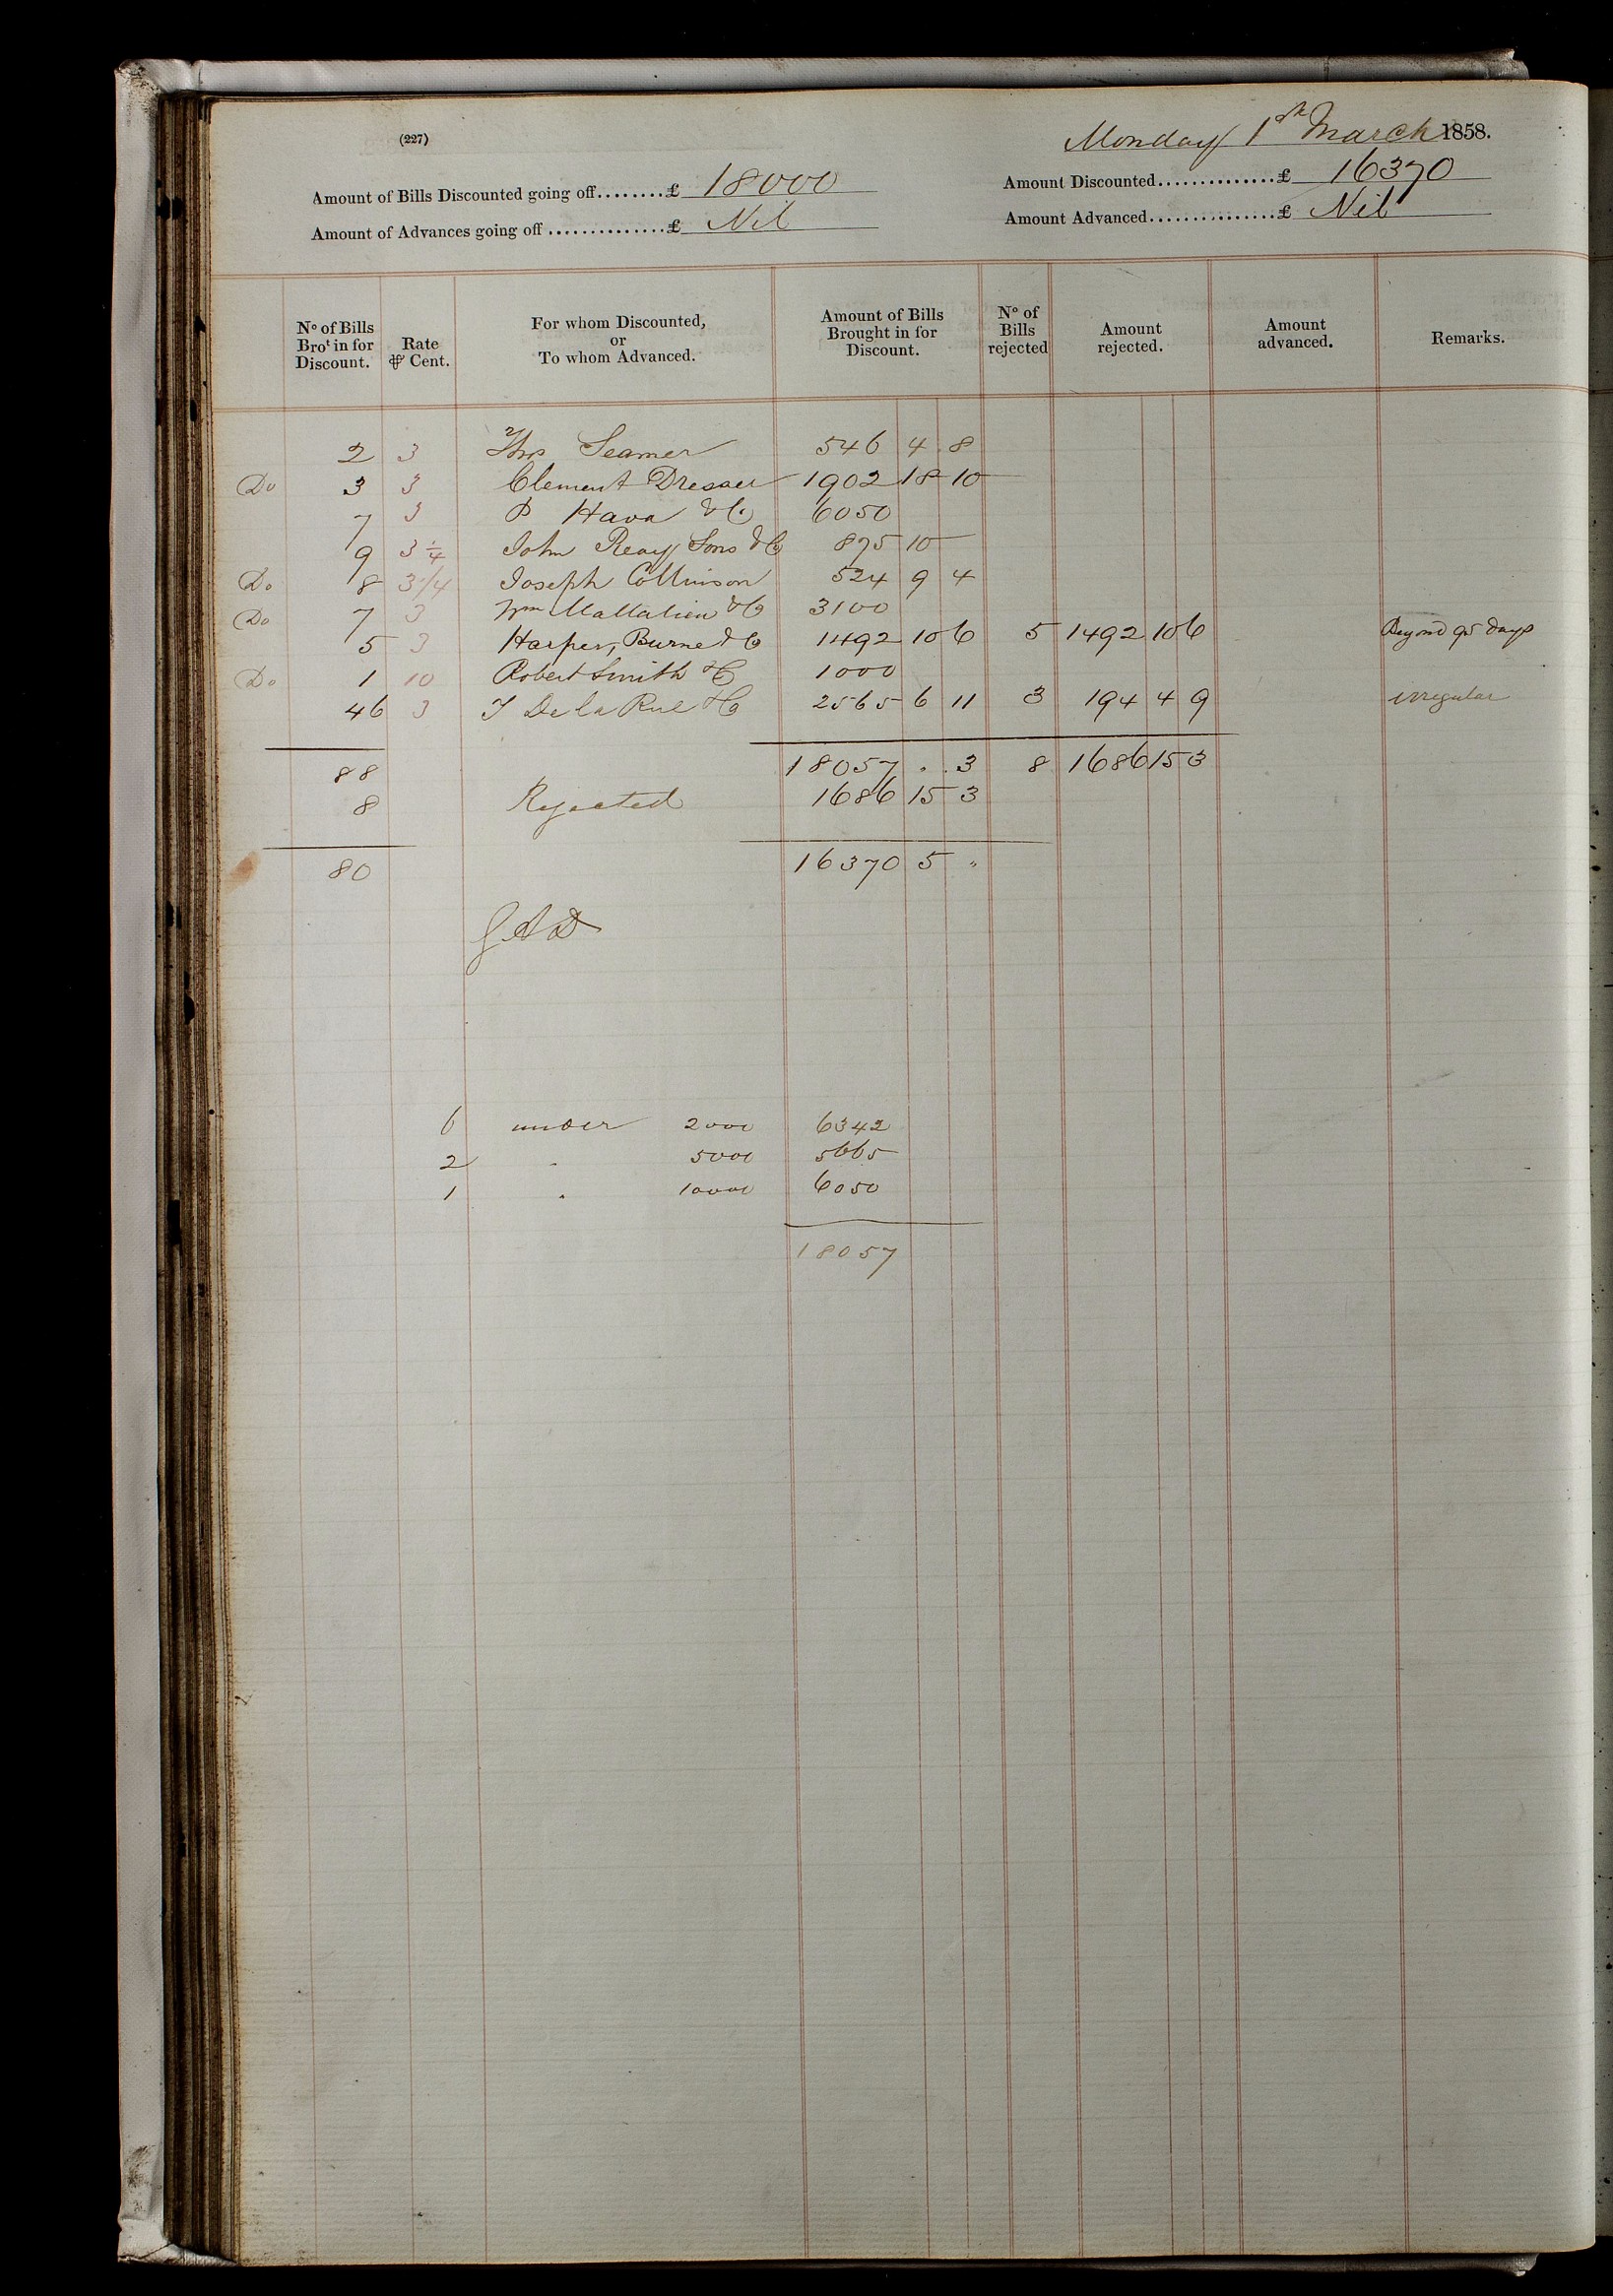 (227)
Monday 1st March 1858.
Amount of Bills Discounted going off........£ 18000
Amount Discounted..............£ 16370
Amount of Advances going off ..............£ Nil
Amount Advanced...............£ Nil
No of Bills Brot in for Discount. Rate ⅌ Cent. For whom Discounted, or To whom Advanced. Amount of Bills Brought in for Discount. No of Bills rejected Amount rejected. Amount advanced. Remarks.
2 3 Thos Seamer 546 4 8
Do 3 3 Clement Dresser 1902 18 10
7 3 P Hava & Co 6050
9 3 1/4 John Reay Sons & Co 875 10
Do 8 3 1/4 Joseph Collinson 524 9 4
Do 7 3 Wm Mallalieu & Co 3100
5 3 Harper, Burne & Co 1492 10 6 5 1492 10 6 Beyond 95 days
Do 1 10 Robert Smith & Co 1000
46 3 T De la Rue & Co 2565 6 11 3 194 4 9 irregular
88 18057 . . 3 8 1686 15 3
8 Rejected 1686 15 3
80 16370 5 "
6 under 2000 6342
2 . 5000 5665
1 . 10000 6050
18057